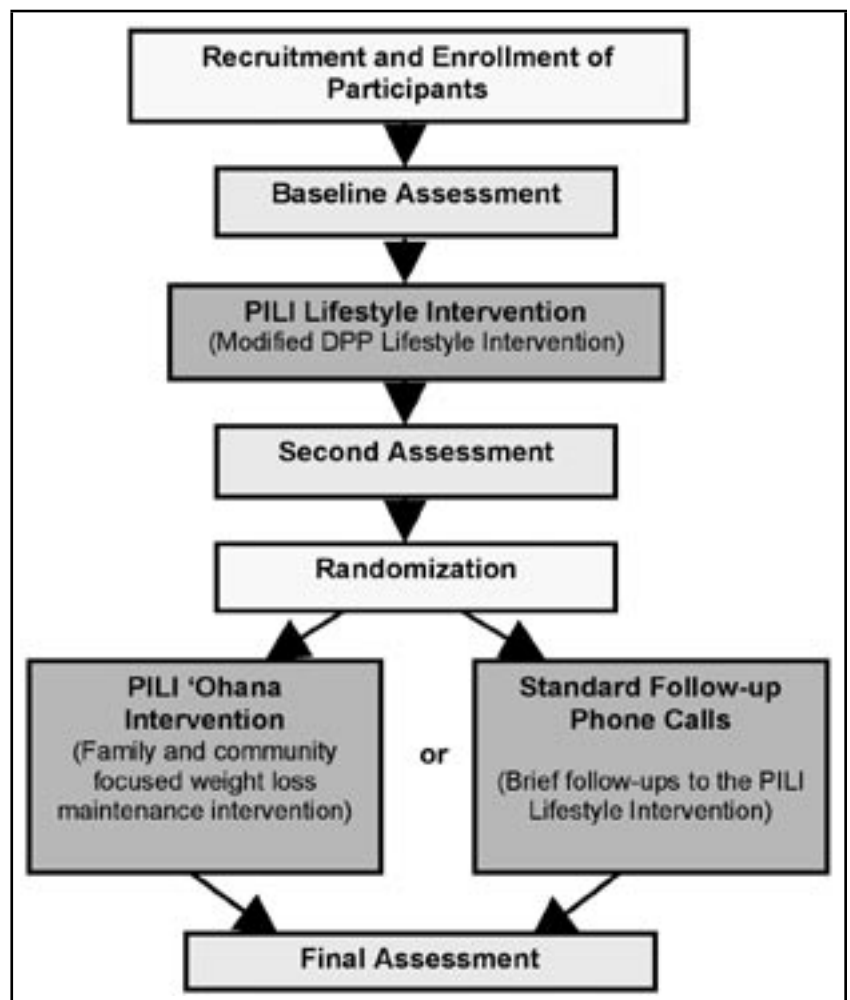 Recruitment and Enrollment of
Participants
Baseline Assessment
PILI Lifestyle Intervention
(Modified DPP Lifestyle Intervention)
Second Assessment
Randomization
PILI ‘Ohana
Intervention
(Family and community
focused weight loss
maintenance intervention)
or
Standard Follow-up
Phone Calls
(Brief follow-ups to the PILI
Lifestyle Intervention)
Final Assessment